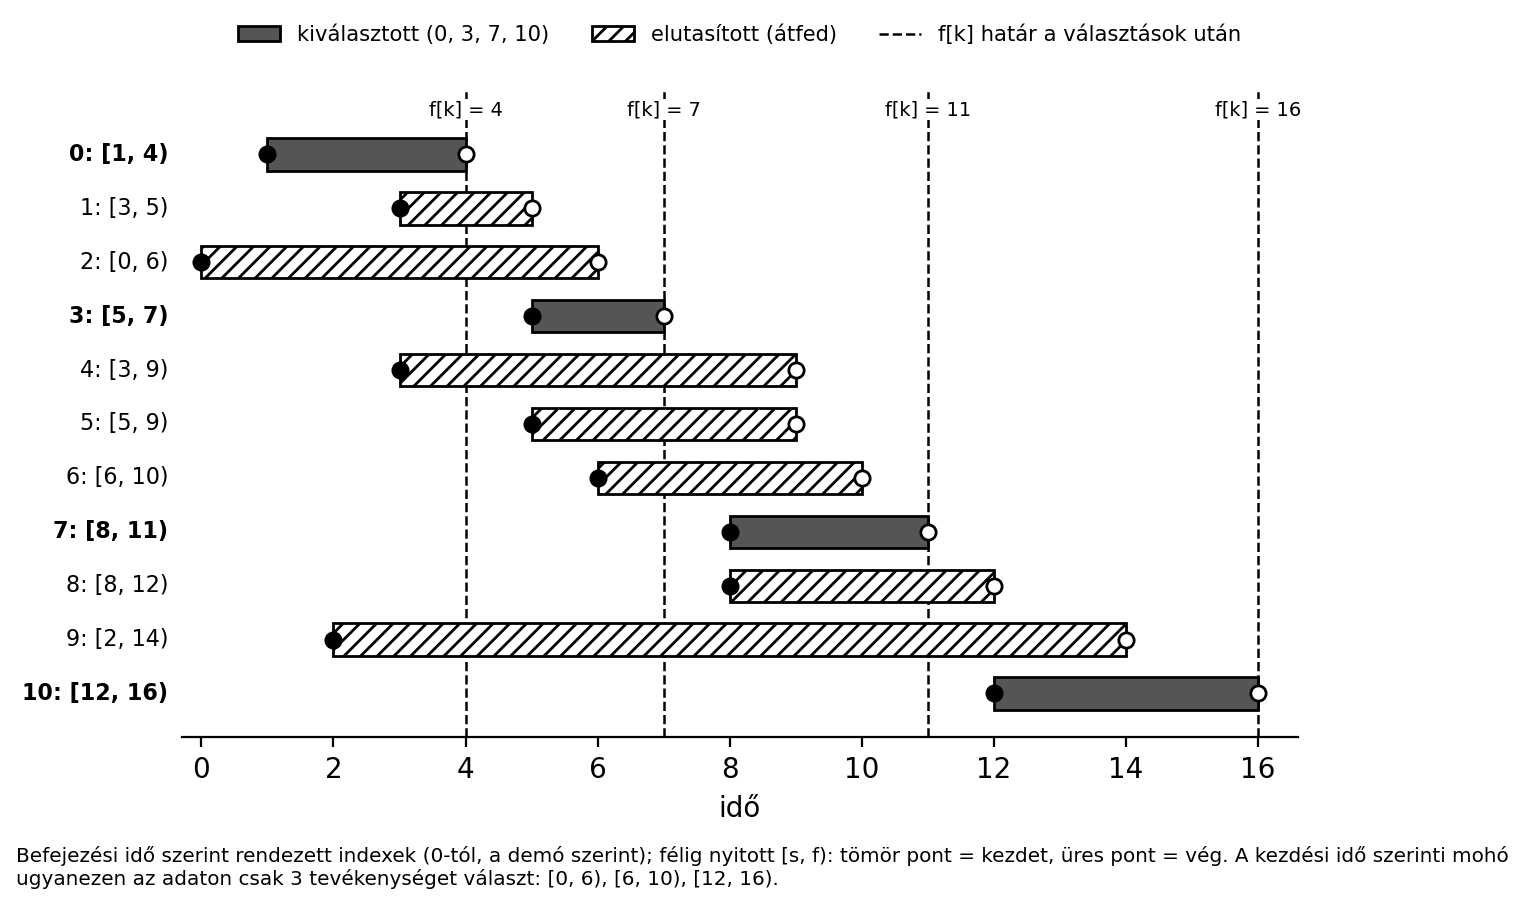 kiválasztott (0, 3, 7, 10) elutasított (átfed) f[k] határ a választások után
f[k] = 4 f[k] = 7 f[k] = 11 f[k] = 16
0: [1, 4)
1: [3, 5)
2: [0, 6)
3: [5, 7)
4: [3, 9)
5: [5, 9)
6: [6, 10)
7: [8, 11)
8: [8, 12)
9: [2, 14)
10: [12, 16)
0 2 4 6 8 10 12 14 16
idő
Befejezési idő szerint rendezett indexek (0-tól, a demó szerint); félig nyitott [s, f): tömör pont = kezdet, üres pont = vég. A kezdési idő szerinti mohó
ugyanezen az adaton csak 3 tevékenységet választ: [0, 6), [6, 10), [12, 16).